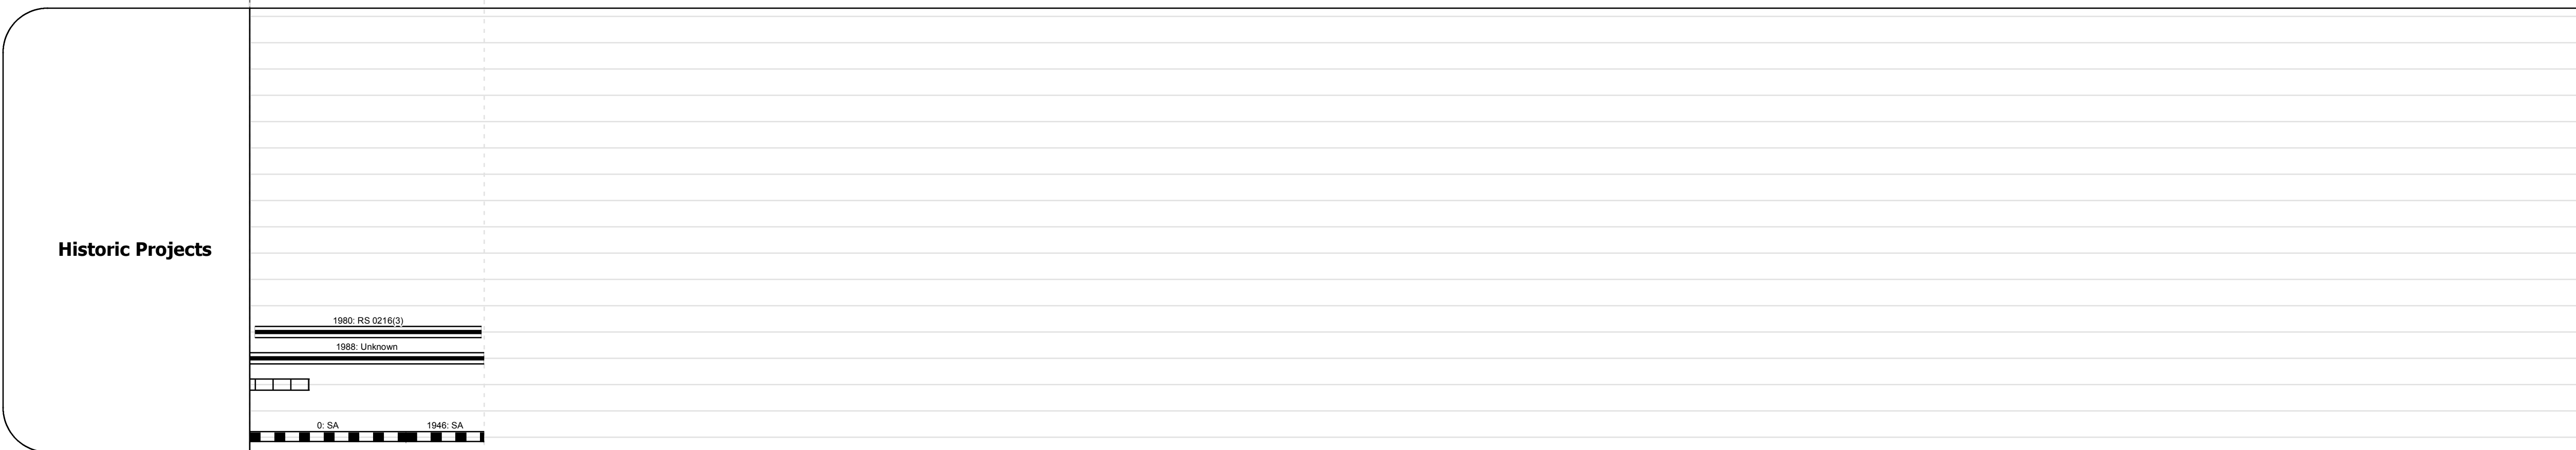 Historic Projects
1980: RS 0216(3)
1988: Unknown
0: SA 1946: SA